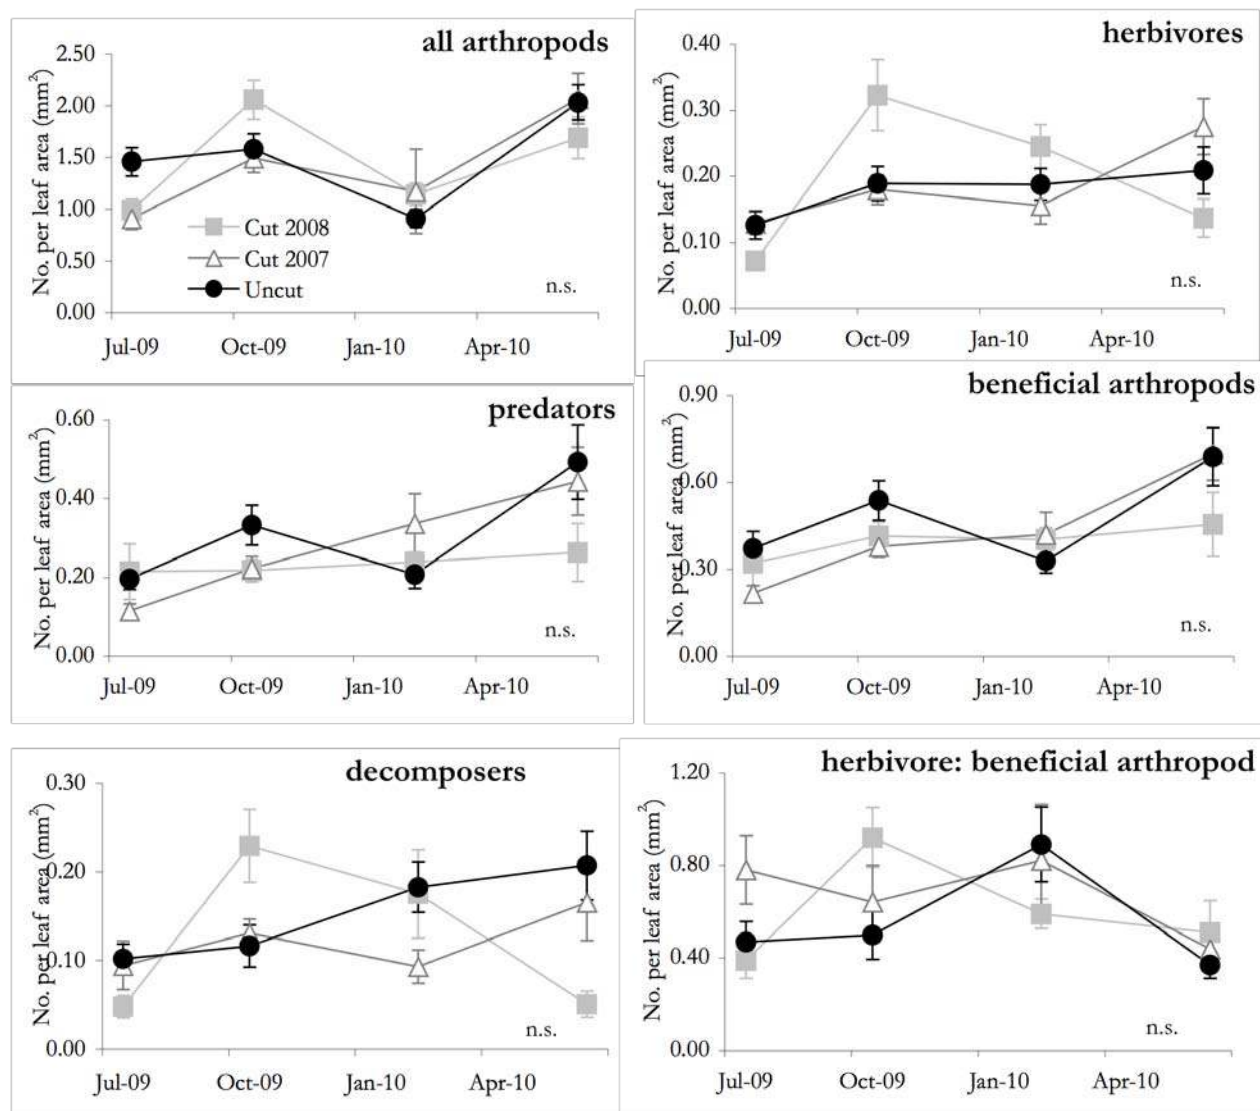 all arthropods
No. per leaf area (mm²)
2.50
2.00
1.50
1.00
0.50
0.00
Cut 2008
Cut 2007
Uncut
n.s.
Jul-09 Oct-09 Jan-10 Apr-10
herbivores
No. per leaf area (mm²)
0.40
0.30
0.20
0.10
0.00
n.s.
Jul-09 Oct-09 Jan-10 Apr-10
predators
No. per leaf area (mm²)
0.60
0.40
0.20
0.00
n.s.
Jul-09 Oct-09 Jan-10 Apr-10
beneficial arthropods
No. per leaf area (mm²)
0.90
0.60
0.30
0.00
n.s.
Jul-09 Oct-09 Jan-10 Apr-10
decomposers
No. per leaf area (mm²)
0.30
0.20
0.10
0.00
n.s.
Jul-09 Oct-09 Jan-10 Apr-10
herbivore: beneficial arthropod
No. per leaf area (mm²)
1.20
0.80
0.40
0.00
n.s.
Jul-09 Oct-09 Jan-10 Apr-10